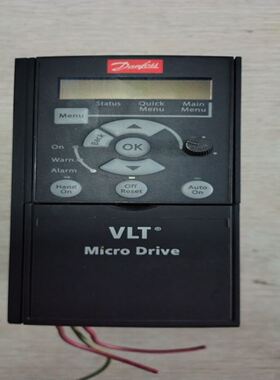 Danfoss
Status Quick Menu Main Menu
Menu
Back
OK
On
Warn.
Alarm
Hand On Off Reset Auto On
VLT®
Micro Drive